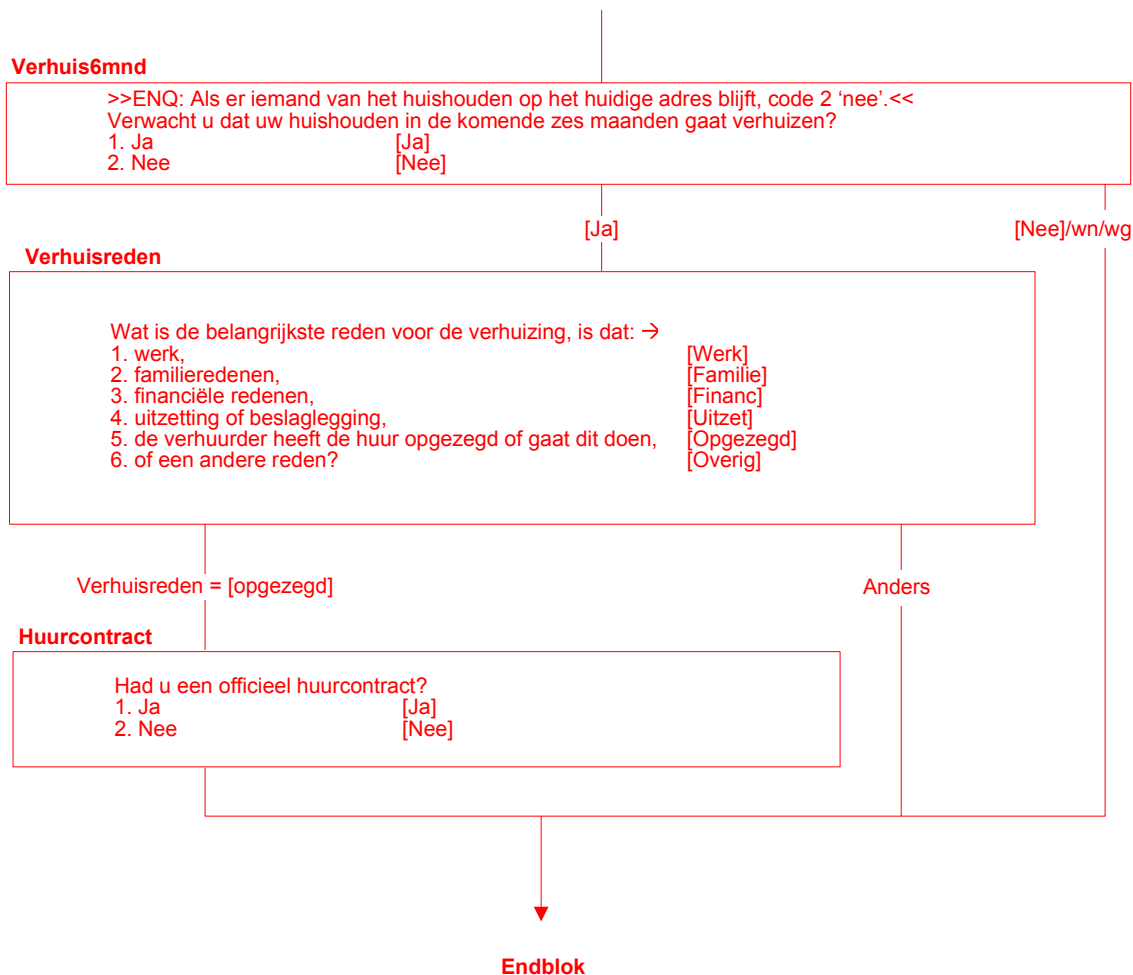 Verhuis6mnd
>>ENQ: Als er iemand van het huishouden op het huidige adres blijft, code 2 ‘nee’.<<
Verwacht u dat uw huishouden in de komende zes maanden gaat verhuizen?
1. Ja [Ja]
2. Nee [Nee]
[Ja] [Nee]/wn/wg
Verhuisreden
Wat is de belangrijkste reden voor de verhuizing, is dat: →
1. werk, [Werk]
2. familieredenen, [Familie]
3. financiële redenen, [Financ]
4. uitzetting of beslaglegging, [Uitzet]
5. de verhuurder heeft de huur opgezegd of gaat dit doen, [Opgezegd]
6. of een andere reden? [Overig]
Verhuisreden = [opgezegd] Anders
Huurcontract
Had u een officieel huurcontract?
1. Ja [Ja]
2. Nee [Nee]
Endblok